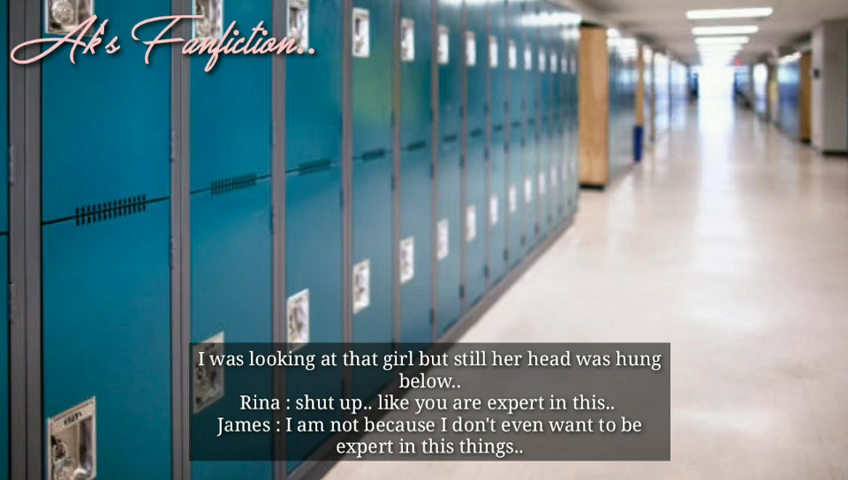 Ak's Fanfiction..
I was looking at that girl but still her head was hung
below..
Rina : shut up.. like you are expert in this..
James : I am not because I don't even want to be
expert in this things..